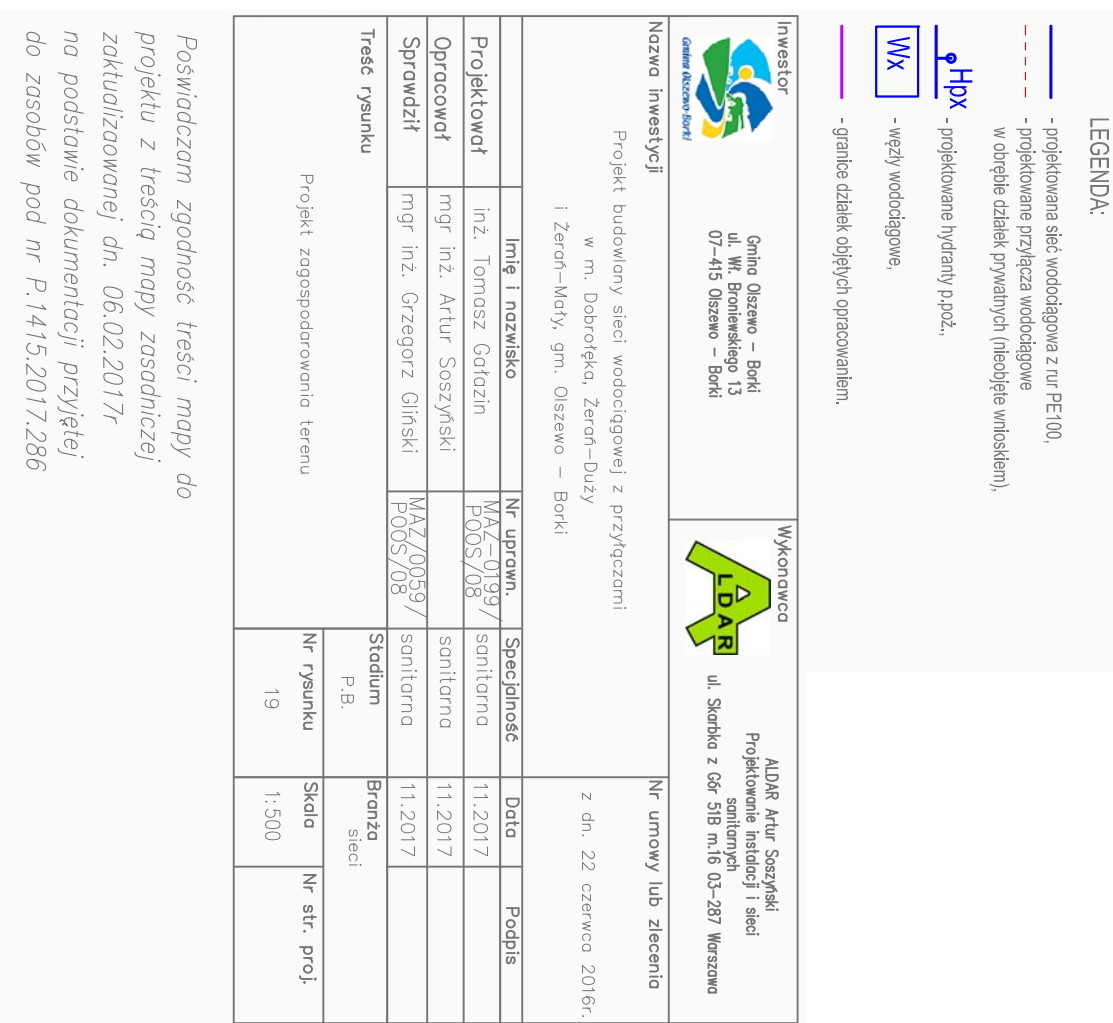 LEGENDA:
- projektowana sieć wodociągowa z rur PE100,
- projektowane przyłącza wodociągowe
w obrębie działek prywatnych (nieobjęte wnioskiem),
Hpx
- projektowane hydranty p.poż.,
Wx
- węzły wodociągowe,
- granice działek objętych opracowaniem.
Inwestor
Gmina Olszewo-Borki
Gmina Olszewo – Borki
ul. Wł. Broniewskiego 13
07–415 Olszewo – Borki
Wykonawca
ALDAR
ALDAR Artur Soszyński
Projektowanie instalacji i sieci
sanitarnych
ul. Skarbka z Gór 51B m.16 03–287 Warszawa
Nazwa inwestycji
Projekt budowlany sieci wodociągowej z przyłączami
w m. Dobrołęka, Żerań–Duży
i Żerań–Mały, gm. Olszewo – Borki
Nr umowy lub zlecenia
z dn. 22 czerwca 2016r.
Imię i nazwisko
Nr uprawn.
Specjalność
Data
Podpis
Projektował
inż. Tomasz Gałazin
MAZ–0199/
POOS/08
sanitarna
11.2017
Opracował
mgr inż. Artur Soszyński
sanitarna
11.2017
Sprawdził
mgr inż. Grzegorz Gliński
MAZ/0059/
POOS/08
sanitarna
11.2017
Treść rysunku
Projekt zagospodarowania terenu
Stadium
P.B.
Branża
sieci
Nr rysunku
19
Skala
1:500
Nr str. proj.
Poświadczam zgodność treści mapy do
projektu z treścią mapy zasadniczej
zaktualizaowanej dn. 06.02.2017r
na podstawie dokumentacji przyjętej
do zasobów pod nr P.1415.2017.286